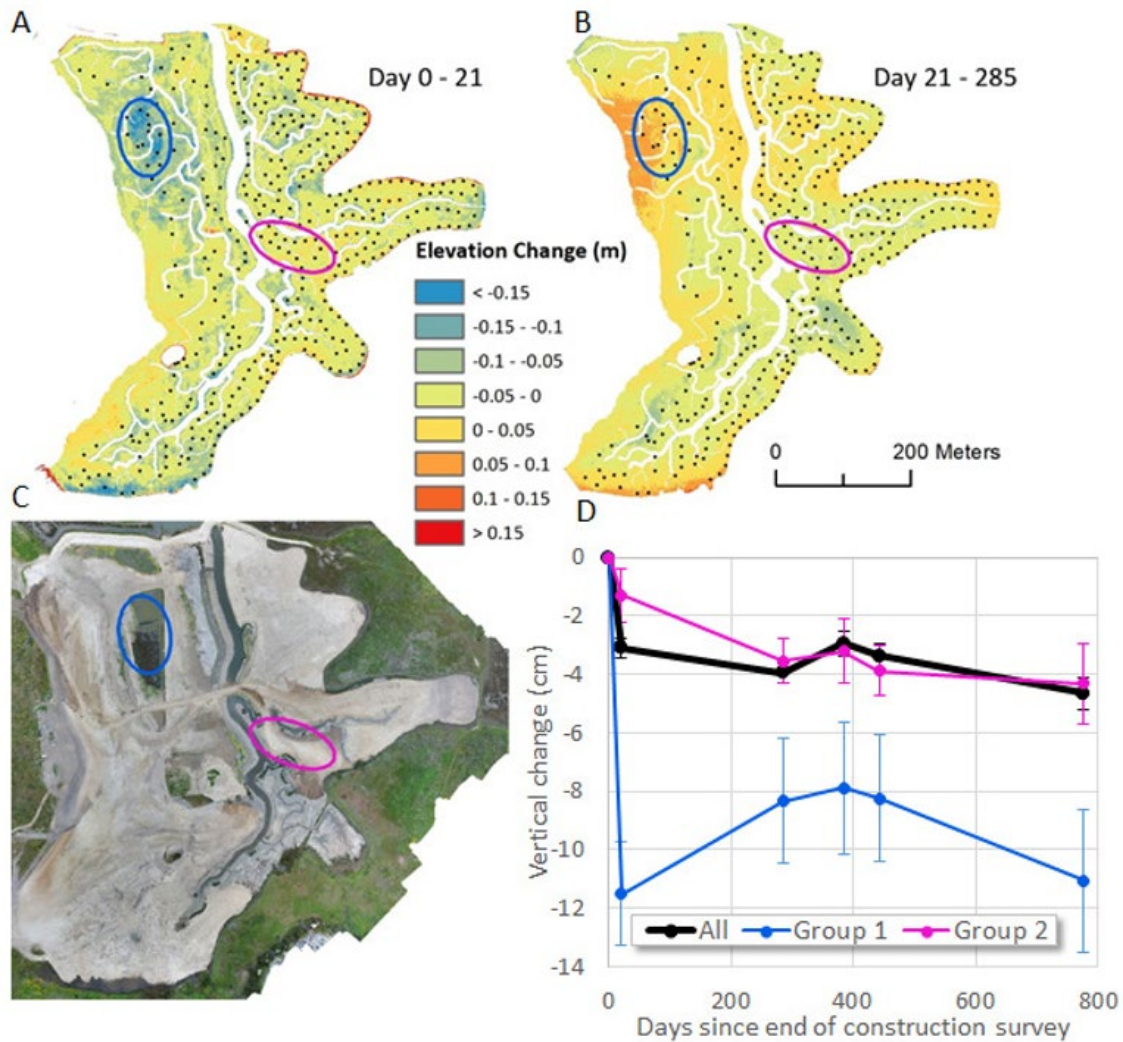 A
Day 0 - 21
B
Day 21 - 285
Elevation Change (m)
< -0.15
-0.15 - -0.1
-0.1 - -0.05
-0.05 - 0
0 - 0.05
0.05 - 0.1
0.1 - 0.15
> 0.15
0 200 Meters
C
D
Vertical change (cm)
0
-2
-4
-6
-8
-10
-12
-14
All Group 1 Group 2
0 200 400 600 800
Days since end of construction survey